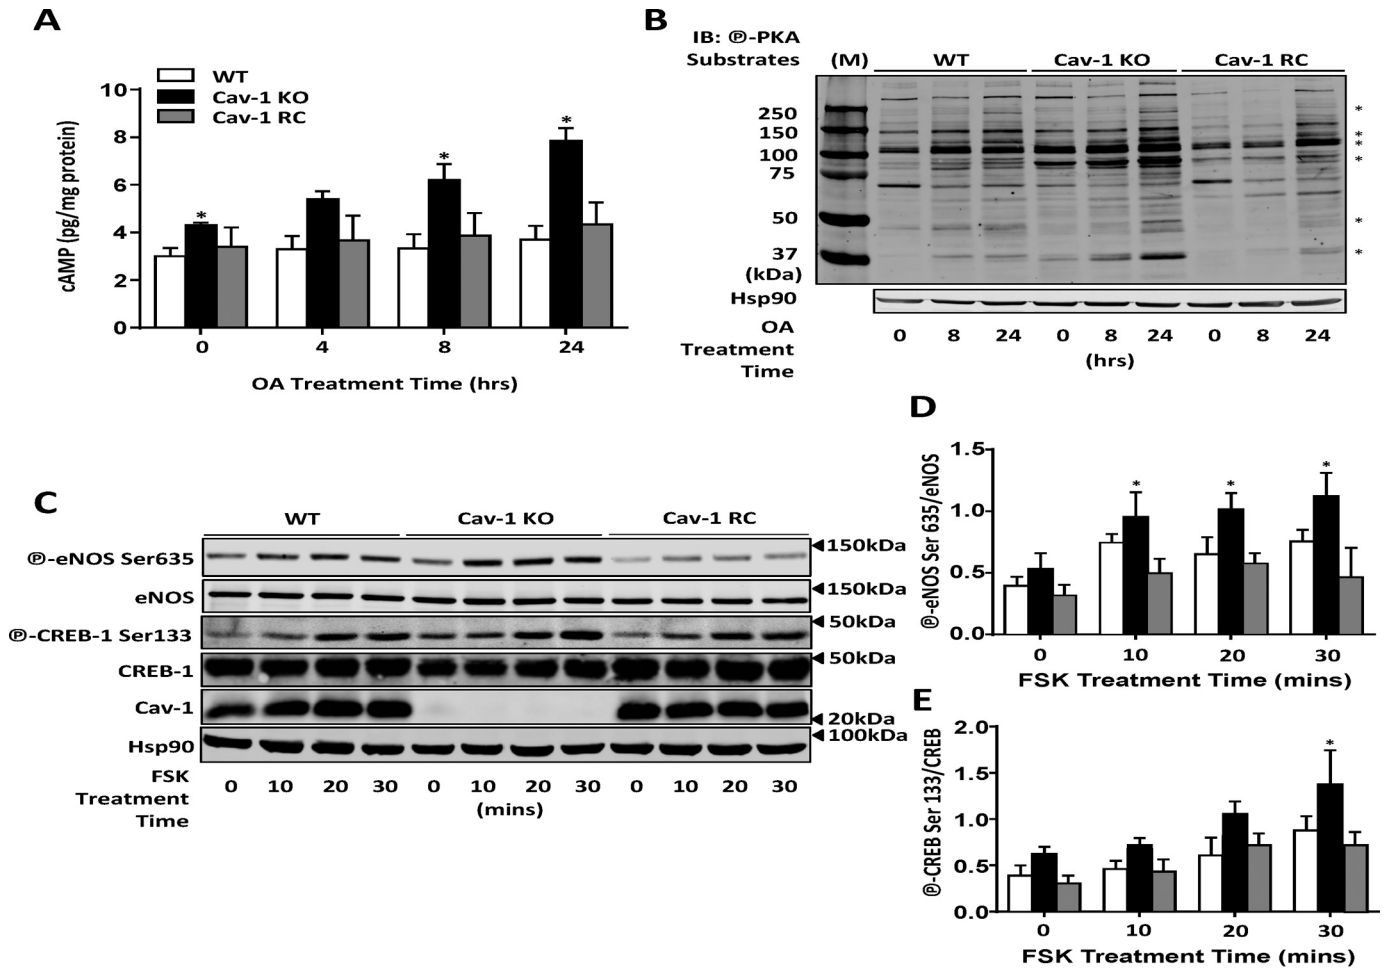 A
WT
Cav-1 KO
Cav-1 RC
cAMP (pg/mg protein)
10
8
6
4
2
0
*
*
*
0 4 8 24
OA Treatment Time (hrs)
B
IB: Ⓟ-PKA
Substrates
(M) WT Cav-1 KO Cav-1 RC
250
150
100
75
50
37
(kDa)
*
*
*
*
*
*
Hsp90
OA
Treatment
Time
0 8 24 0 8 24 0 8 24
(hrs)
C
WT Cav-1 KO Cav-1 RC
Ⓟ-eNOS Ser635
150kDa
eNOS
150kDa
Ⓟ-CREB-1 Ser133
50kDa
CREB-1
50kDa
Cav-1
20kDa
Hsp90
100kDa
FSK
Treatment
Time
0 10 20 30 0 10 20 30 0 10 20 30
(mins)
D
Ⓟ-eNOS Ser 635/eNOS
1.5
1.0
0.5
0.0
*
*
*
0 10 20 30
FSK Treatment Time (mins)
E
Ⓟ-CREB Ser 133/CREB
2.0
1.5
1.0
0.5
0.0
*
0 10 20 30
FSK Treatment Time (mins)